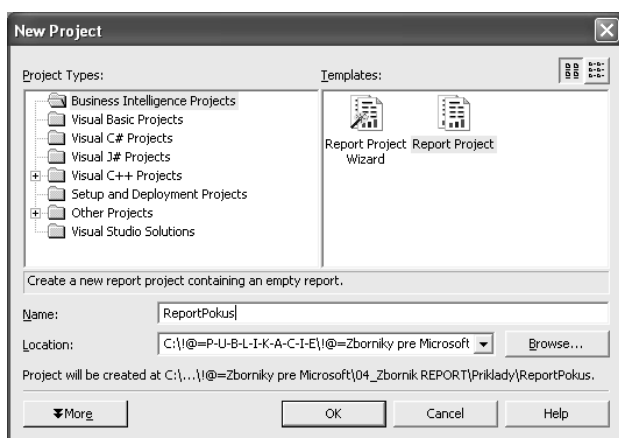 New Project
Project Types:
Templates:
Business Intelligence Projects
Visual Basic Projects
Visual C# Projects
Visual J# Projects
Visual C++ Projects
Setup and Deployment Projects
Other Projects
Visual Studio Solutions
Report Project Wizard
Report Project
Create a new report project containing an empty report.
Name:
ReportPokus
Location:
C:\!@=P-U-B-L-I-K-A-C-I-E\!@=Zborniky pre Microsoft
Browse...
Project will be created at C:\...\!@=Zborniky pre Microsoft\04_Zbornik REPORT\Priklady\ReportPokus.
More
OK
Cancel
Help